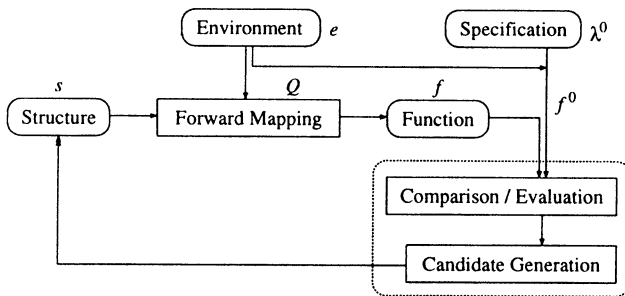 Environment e
Specification λ⁰
s
Q
f
f⁰
Structure
Forward Mapping
Function
Comparison / Evaluation
Candidate Generation